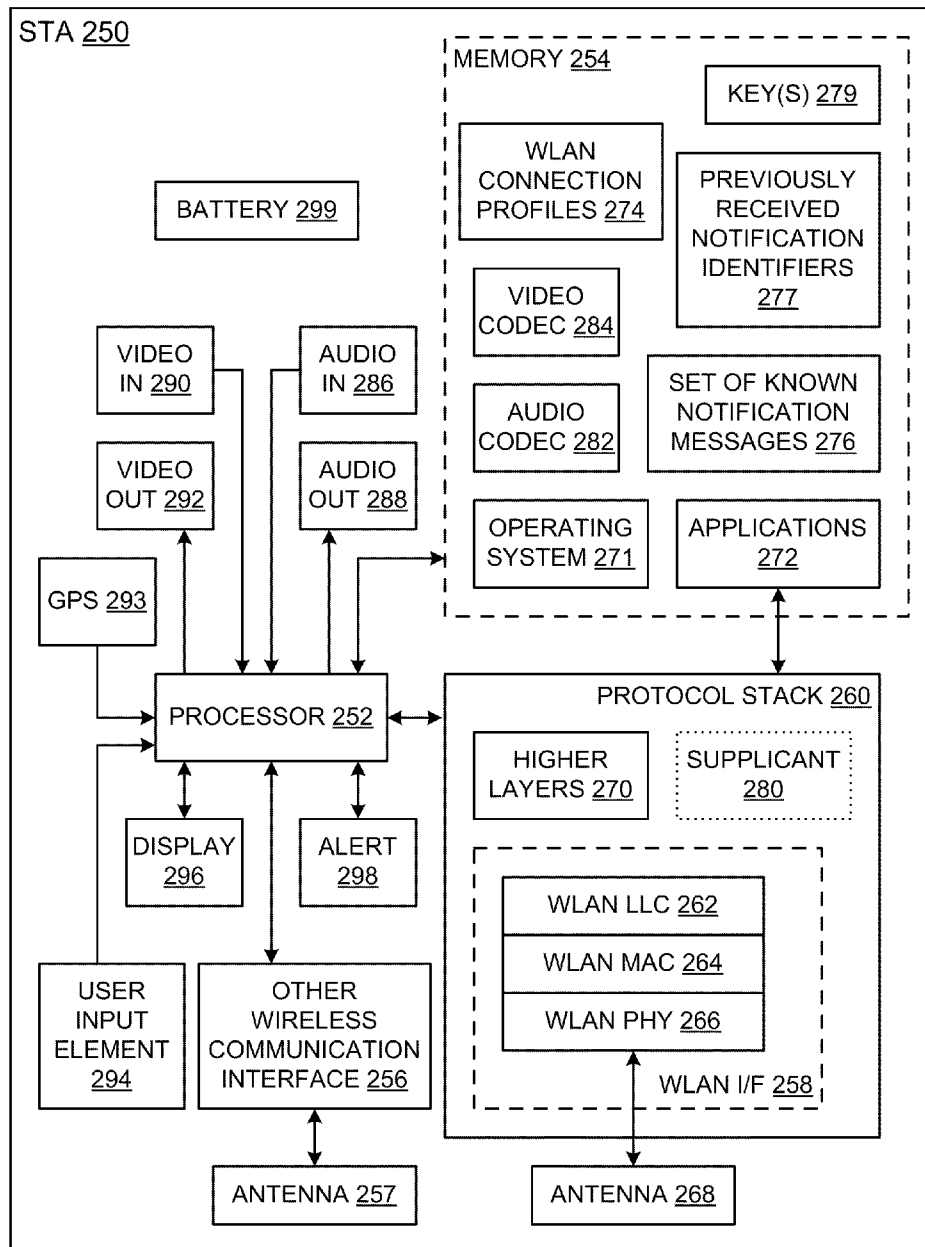 STA 250
MEMORY 254
KEY(S) 279
WLAN
CONNECTION
PROFILES 274
PREVIOUSLY
RECEIVED
NOTIFICATION
IDENTIFIERS
277
BATTERY 299
VIDEO
CODEC 284
VIDEO
IN 290
AUDIO
IN 286
SET OF KNOWN
NOTIFICATION
MESSAGES 276
AUDIO
CODEC 282
VIDEO
OUT 292
AUDIO
OUT 288
OPERATING
SYSTEM 271
APPLICATIONS
272
GPS 293
PROCESSOR 252
PROTOCOL STACK 260
HIGHER
LAYERS 270
SUPPLICANT
280
DISPLAY
296
ALERT
298
WLAN LLC 262
WLAN MAC 264
WLAN PHY 266
WLAN I/F 258
USER
INPUT
ELEMENT
294
OTHER
WIRELESS
COMMUNICATION
INTERFACE 256
ANTENNA 257
ANTENNA 268